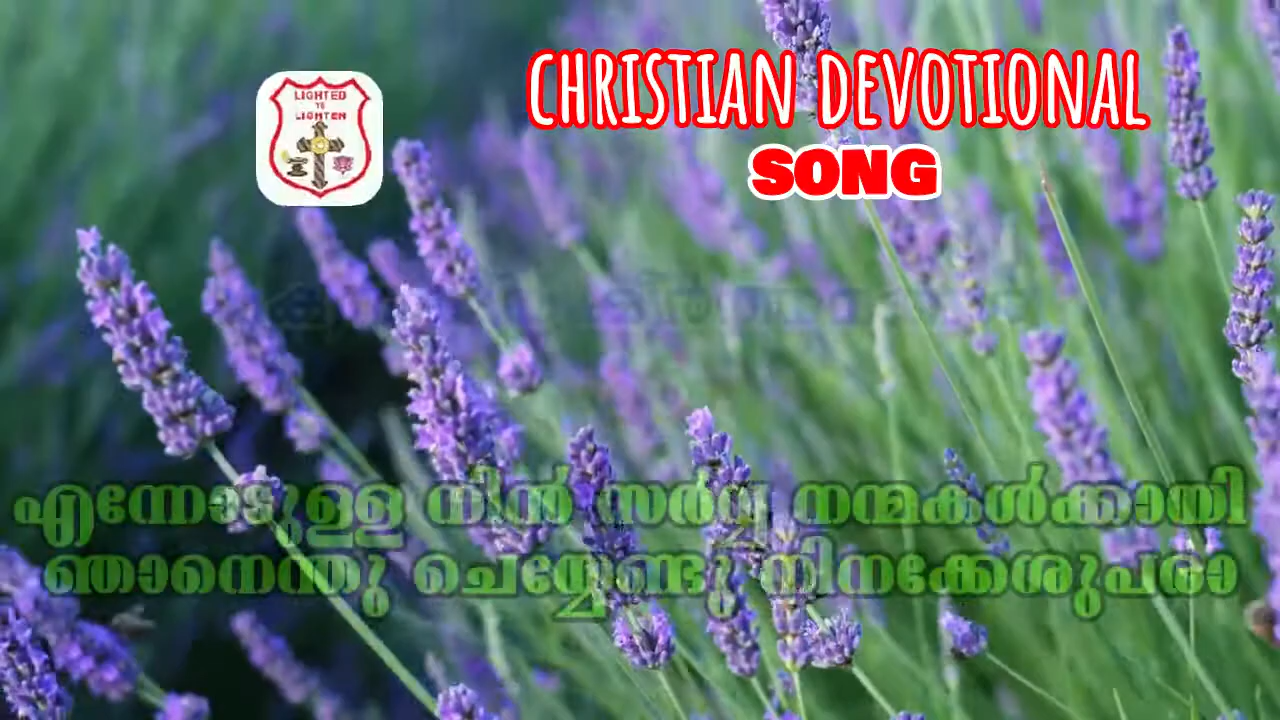 CHRISTIAN DEVOTIONAL
SONG
LIGHTED
TO
LIGHTEN
എന്നോടുള്ള നിൻ സർവ്വ നന്മകൾക്കായി
ഞാനെന്തു ചെയ്യേണ്ടു നിനക്കേശുപരാ